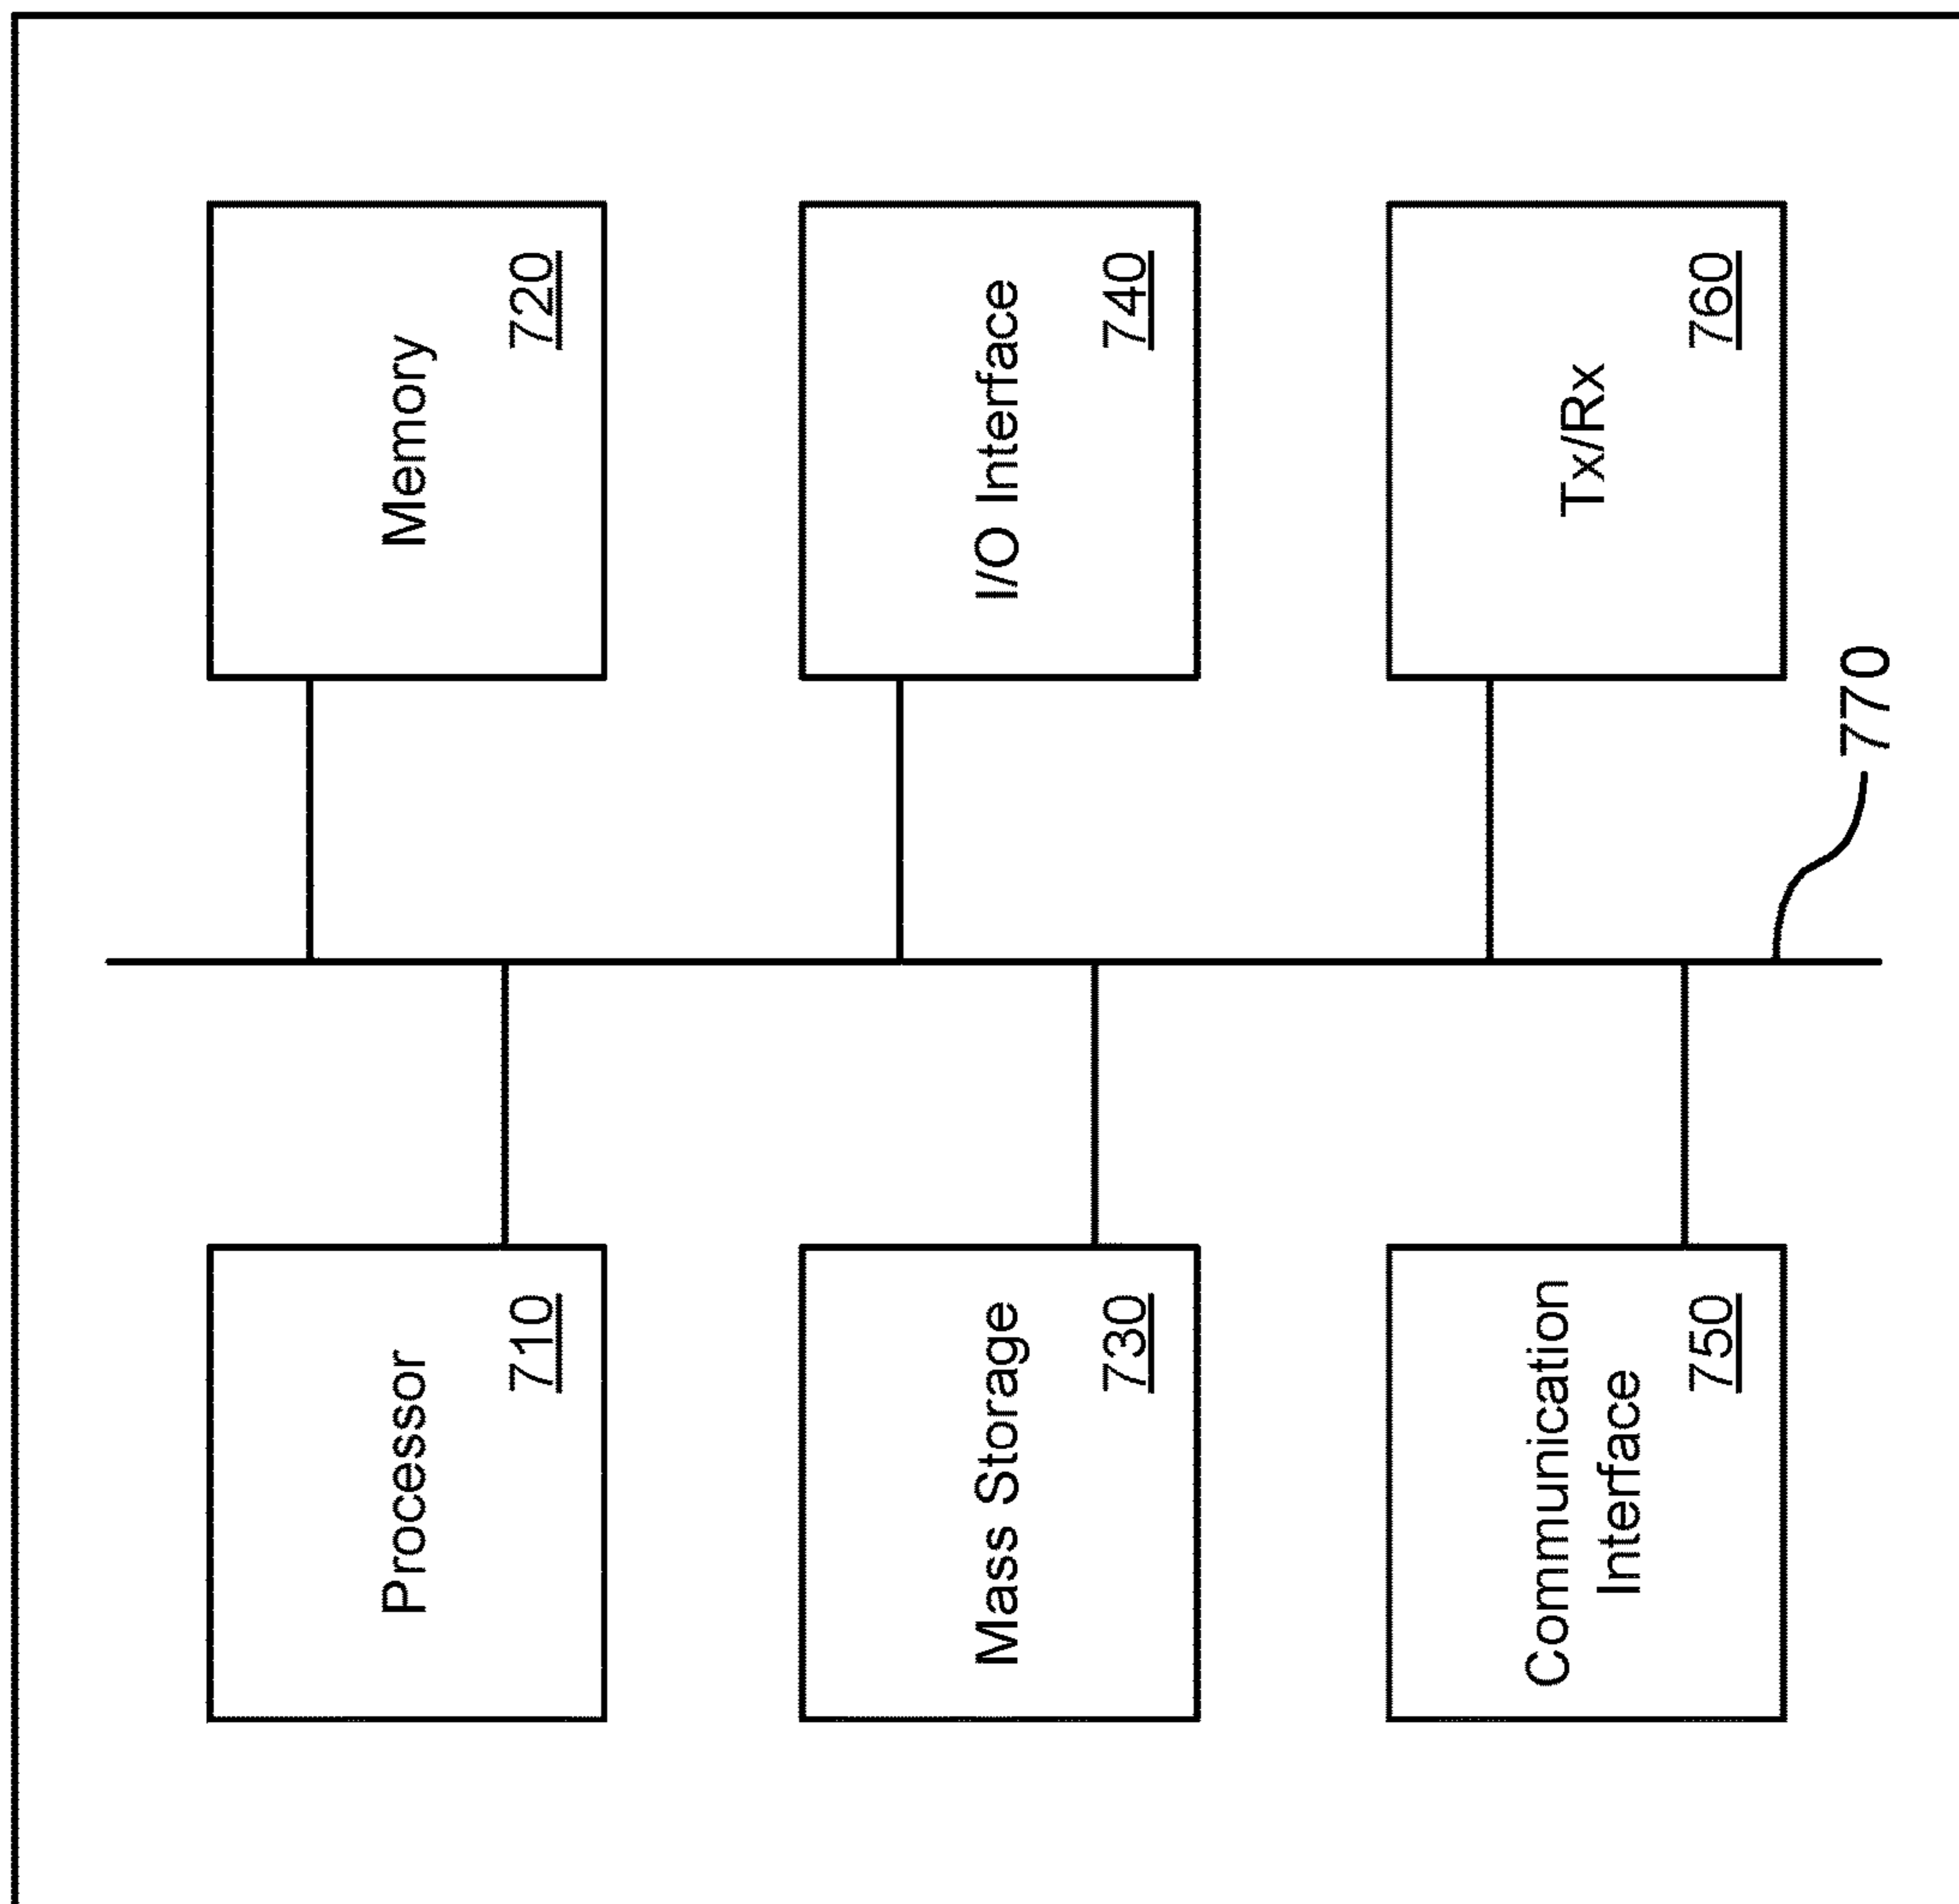 Processor
710
Memory
720
Mass Storage
730
I/O Interface
740
Communication
Interface
750
Tx/Rx
760
770